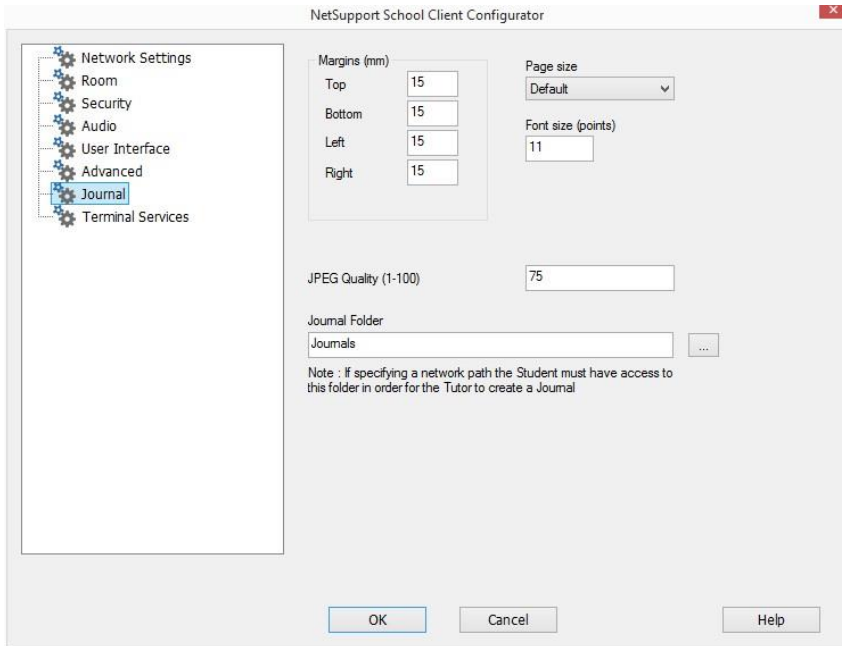 NetSupport School Client Configurator
Network Settings
Room
Security
Audio
User Interface
Advanced
Journal
Terminal Services
Margins (mm)
Top 15
Bottom 15
Left 15
Right 15
Page size
Default
Font size (points)
11
JPEG Quality (1-100) 75
Journal Folder
Journals ...
Note : If specifying a network path the Student must have access to
this folder in order for the Tutor to create a Journal
OK Cancel Help